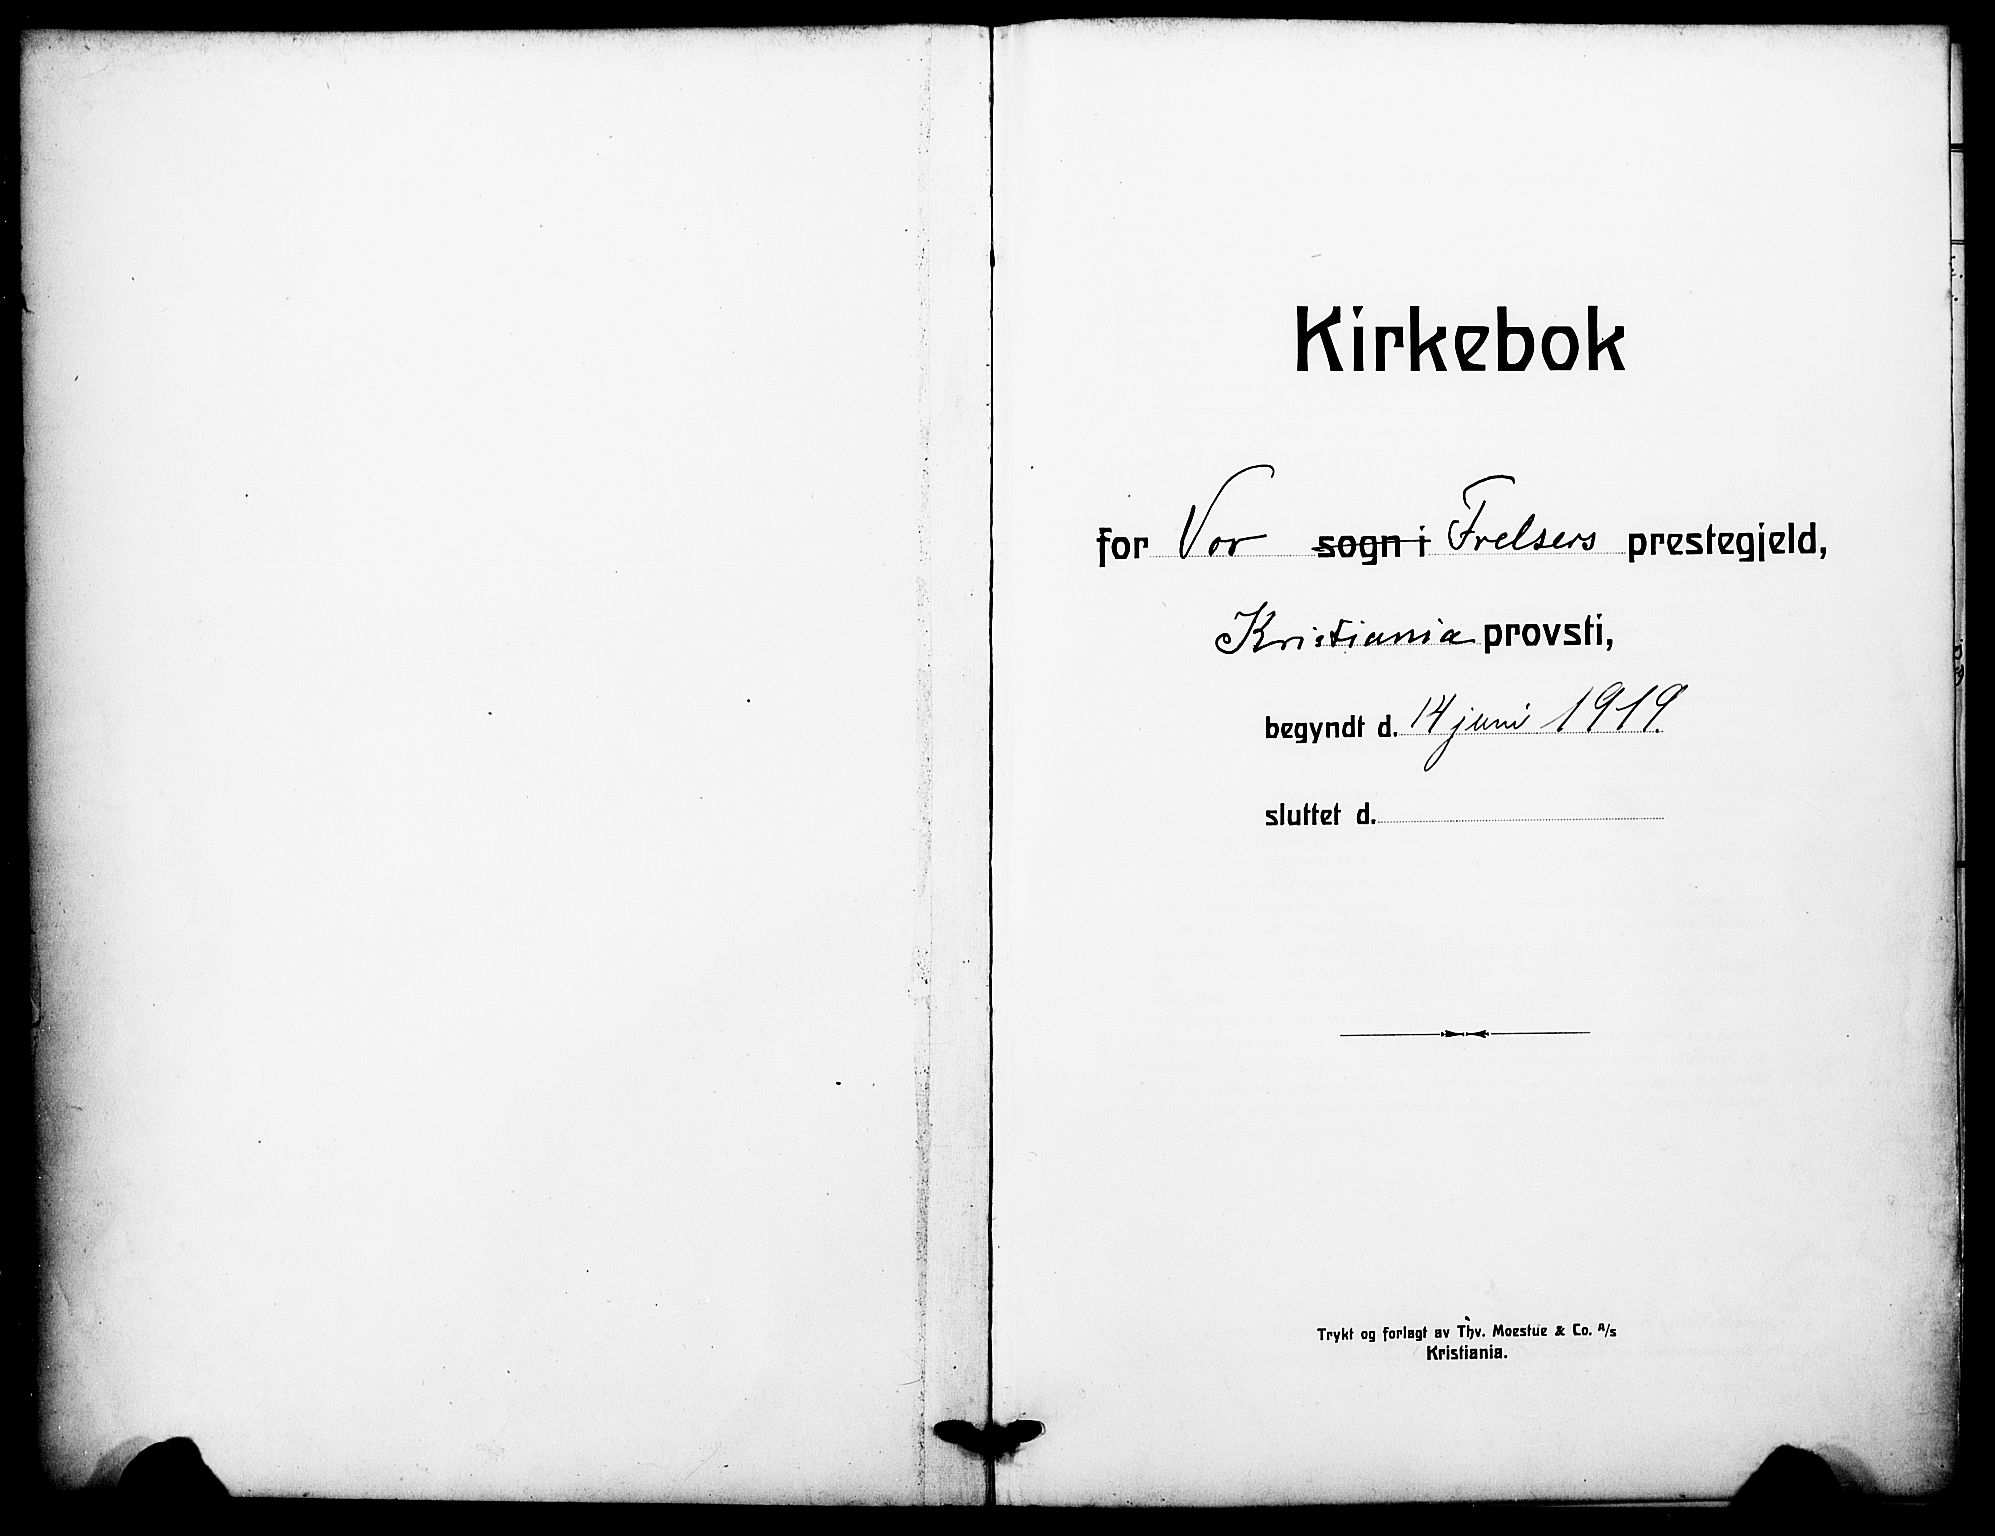 Kirkebok
for Vor sogn i Frelsers prestegjeld,
Kristiania provsti,
begyndt d. 14 juni 1919.
sluttet d.
Trykt og forlagt av Thv. Moestue & Co. A/s
Kristiania.